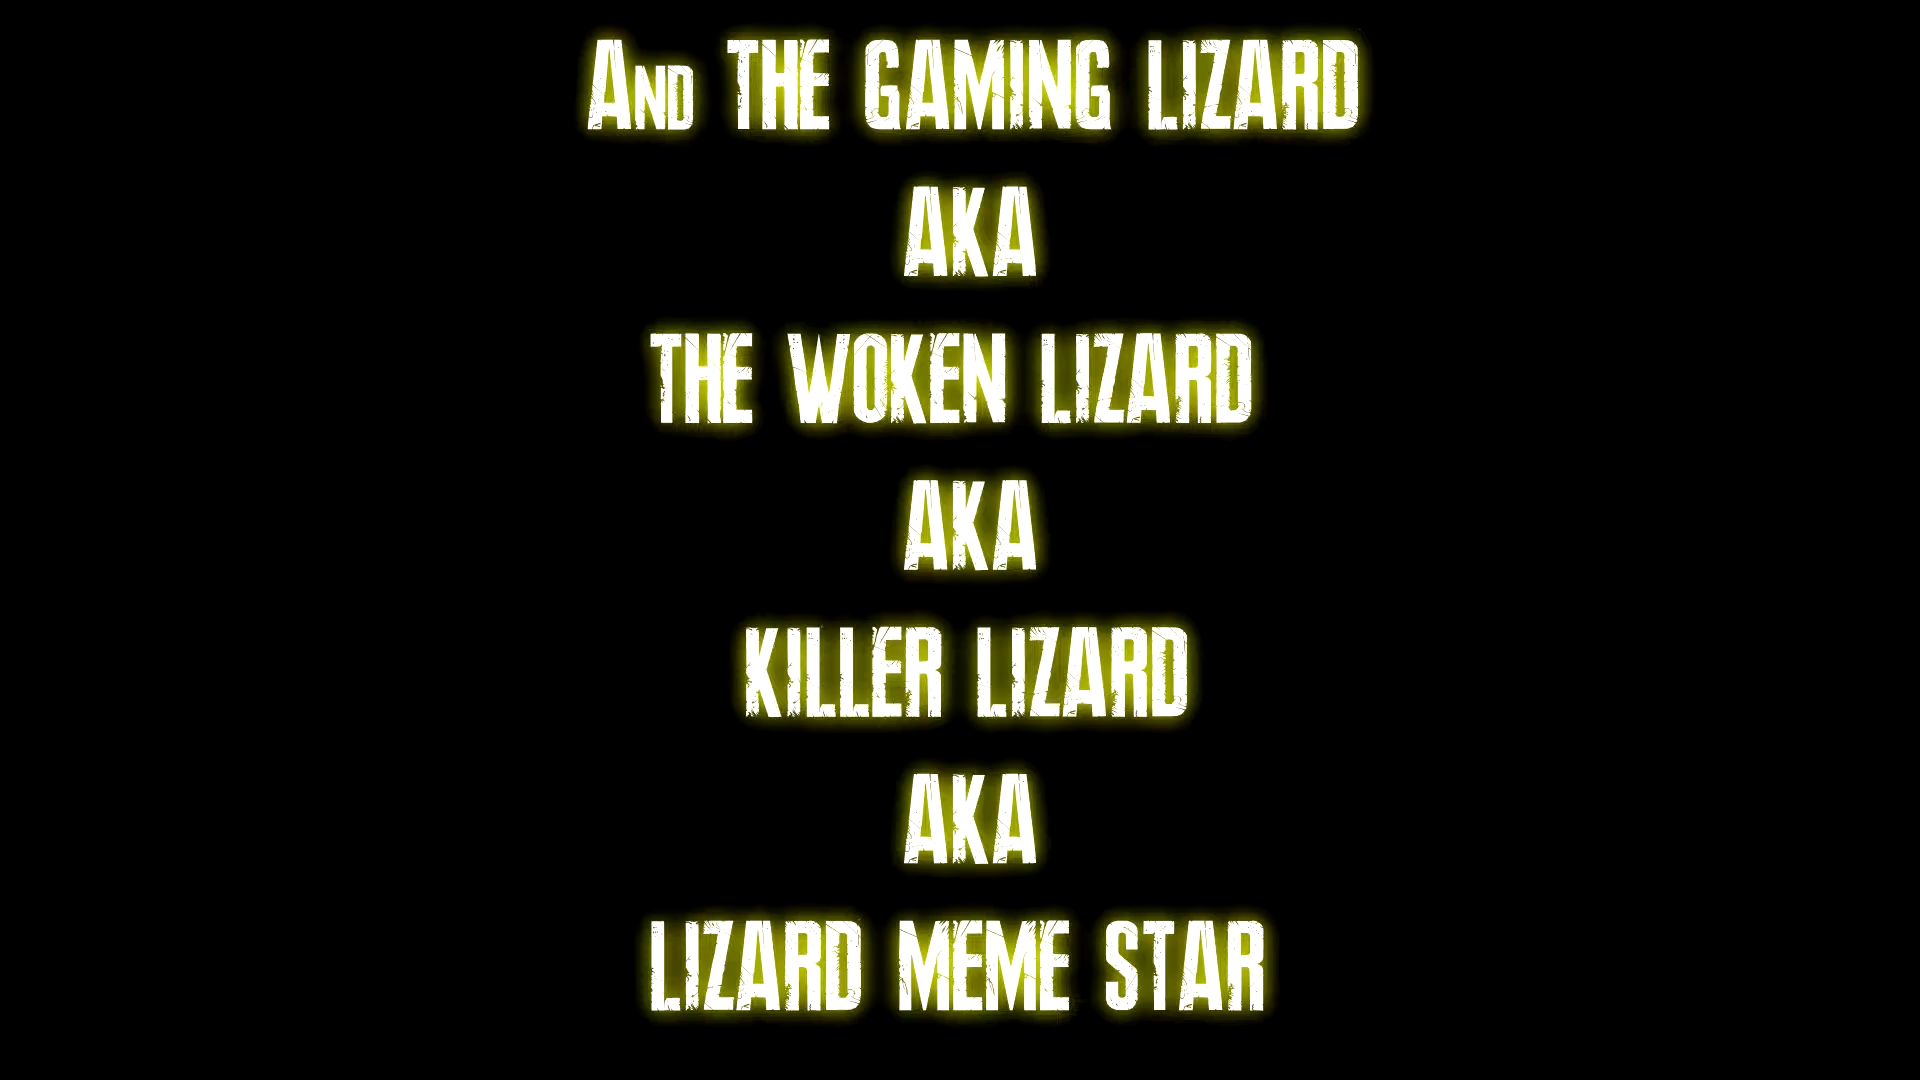 And THE GAMING LIZARD
AKA
THE WOKEN LIZARD
AKA
KILLER LIZARD
AKA
LIZARD MEME STAR